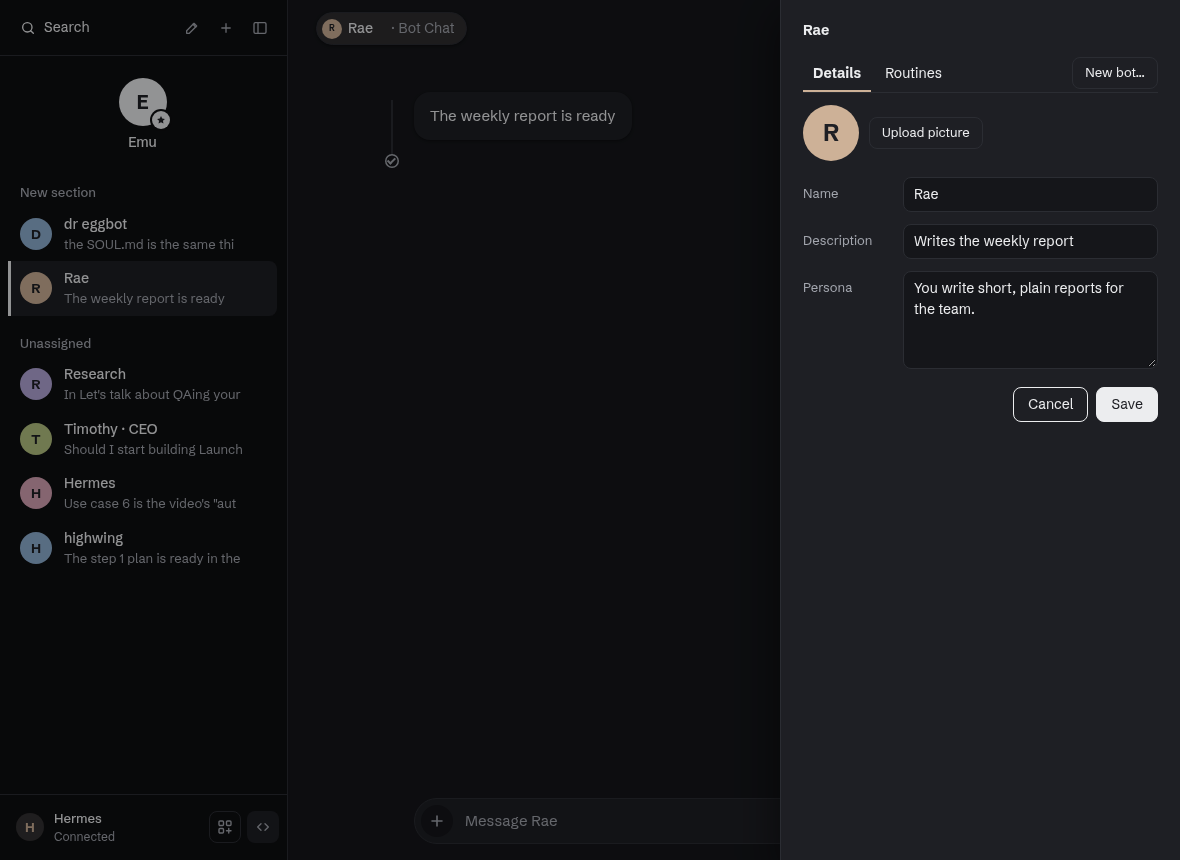 Search
E
Emu
New section
D
dr eggbot
the SOUL.md is the same thi
R
Rae
The weekly report is ready
Unassigned
R
Research
In Let's talk about QAing your
T
Timothy · CEO
Should I start building Launch
H
Hermes
Use case 6 is the video's "aut
H
highwing
The step 1 plan is ready in the
H
Hermes
Connected
R Rae · Bot Chat
The weekly report is ready
Message Rae
Rae
Details Routines New bot...
R
Upload picture
Name Rae
Description Writes the weekly report
Persona You write short, plain reports for
the team.
Cancel Save